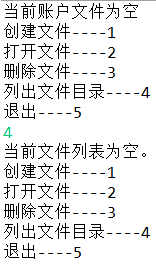 当前账户文件为空
创建文件----1
打开文件----2
删除文件----3
列出文件目录----4
退出----5
4
当前文件列表为空。
创建文件----1
打开文件----2
删除文件----3
列出文件目录----4
退出----5